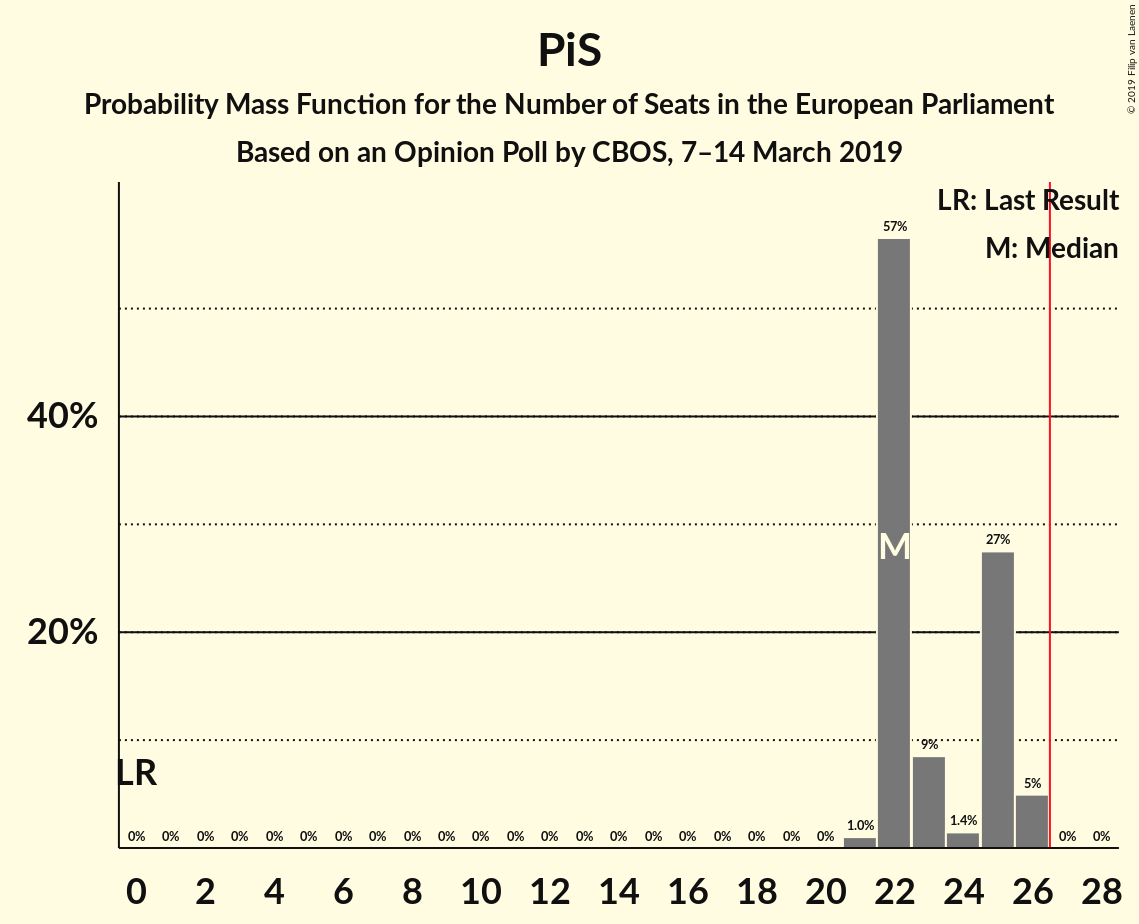 PiS
Probability Mass Function for the Number of Seats in the European Parliament
Based on an Opinion Poll by CBOS, 7–14 March 2019
© 2019 Filip van Laenen
LR: Last Result
M: Median
57%
40%
27%
M
20%
9%
LR
5%
0% 0% 0% 0% 0% 0% 0% 0% 0% 0% 0% 0% 0% 0% 0% 0% 0% 0% 0% 0% 0% 1.0% 1.4% 0% 0%
0 2 4 6 8 10 12 14 16 18 20 22 24 26 28